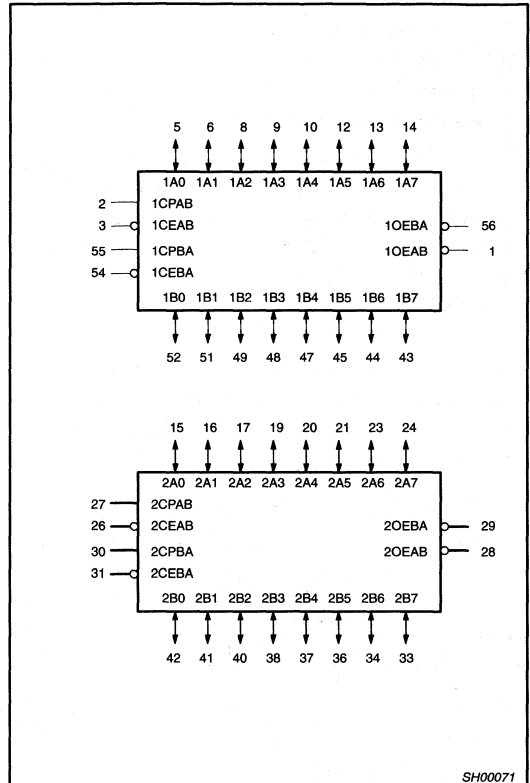 5 6 8 9 10 12 13 14
1A0 1A1 1A2 1A3 1A4 1A5 1A6 1A7
2 1CPAB
3 1CEAB 1OEBA 56
55 1CPBA 1OEAB 1
54 1CEBA
1B0 1B1 1B2 1B3 1B4 1B5 1B6 1B7
52 51 49 48 47 45 44 43
15 16 17 19 20 21 23 24
2A0 2A1 2A2 2A3 2A4 2A5 2A6 2A7
27 2CPAB
26 2CEAB 2OEBA 29
30 2CPBA 2OEAB 28
31 2CEBA
2B0 2B1 2B2 2B3 2B4 2B5 2B6 2B7
42 41 40 38 37 36 34 33
SH00071